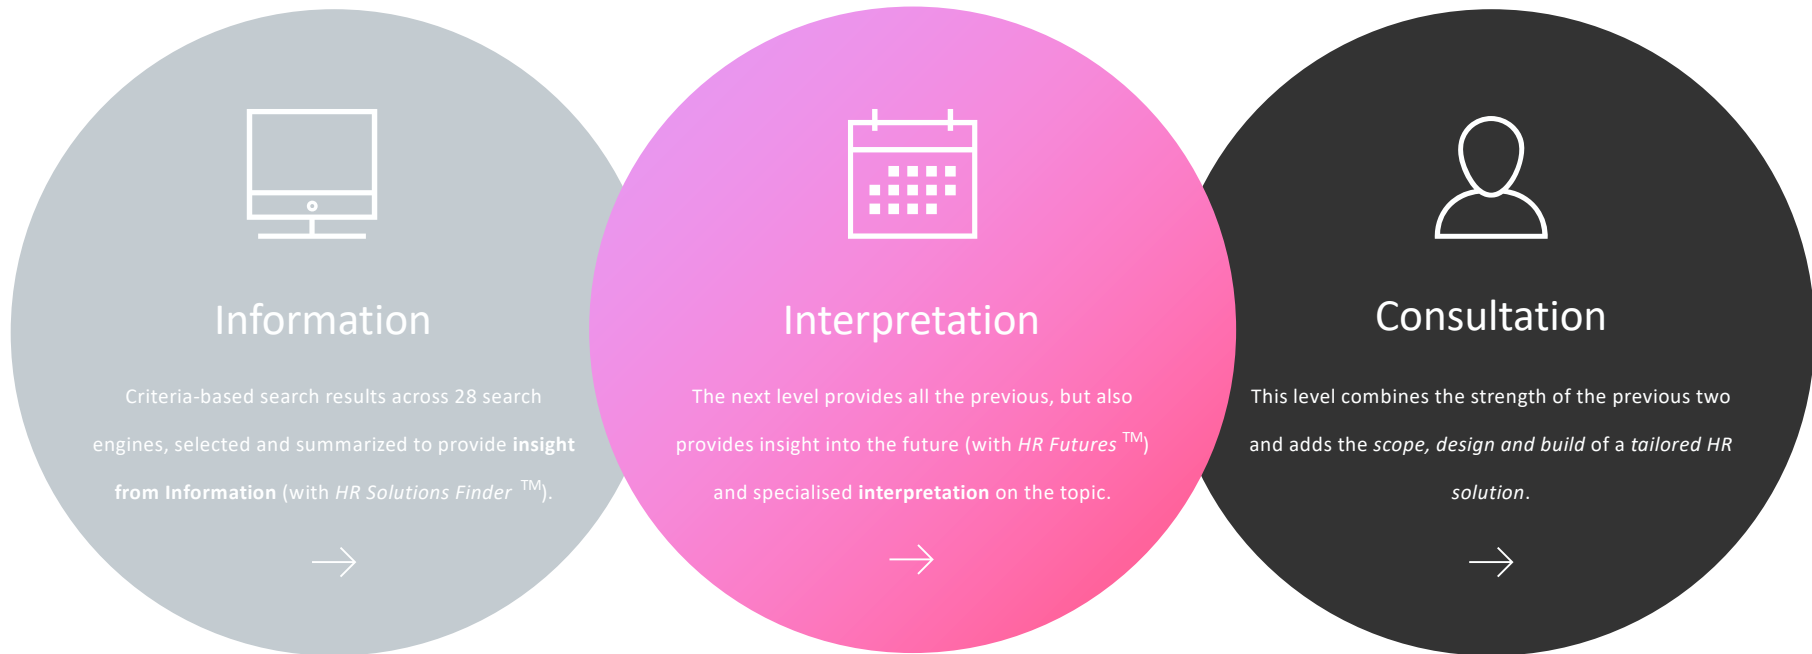 Information
Criteria-based search results across 28 search
engines, selected and summarized to provide insight
from Information (with HR Solutions Finder ™).
Interpretation
The next level provides all the previous, but also
provides insight into the future (with HR Futures ™)
and specialised interpretation on the topic.
Consultation
This level combines the strength of the previous two
and adds the scope, design and build of a tailored HR
solution.